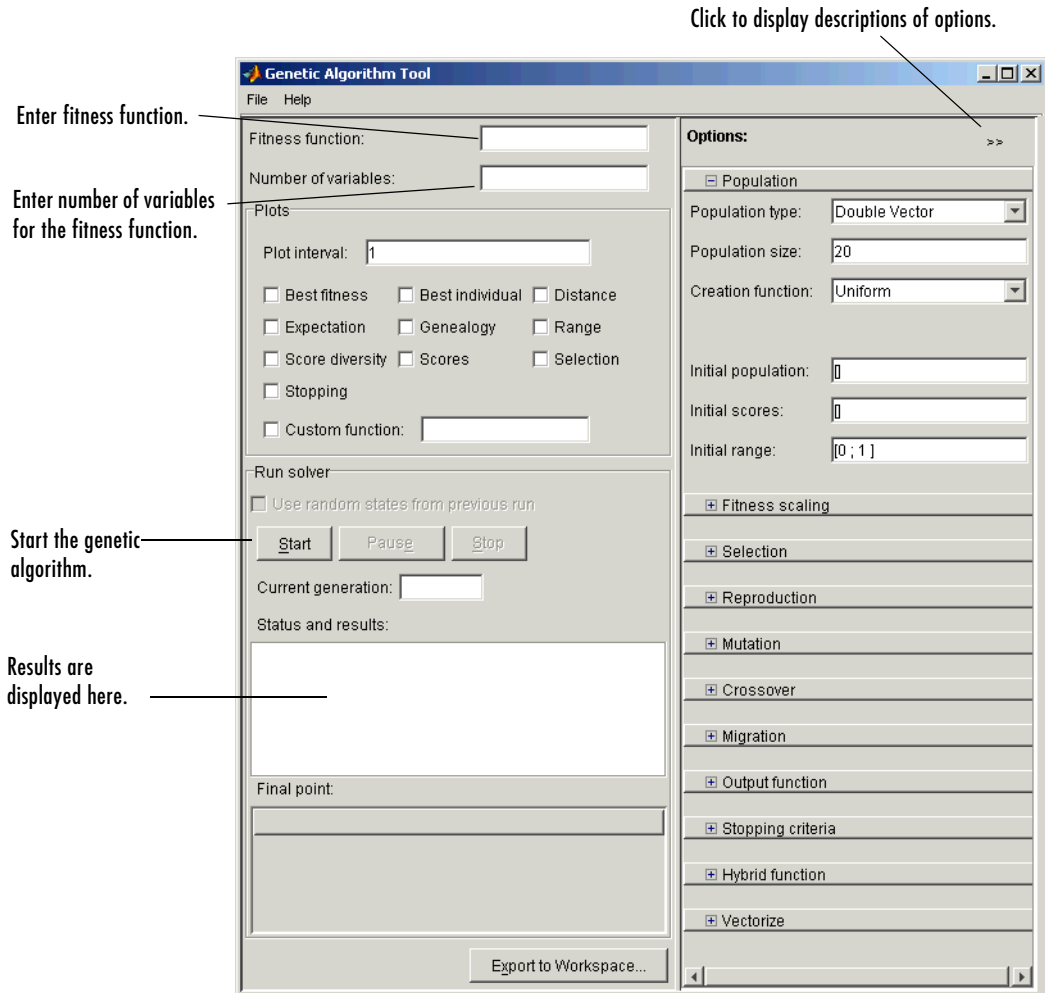 Click to display descriptions of options.
Genetic Algorithm Tool
File Help
Enter fitness function.
Fitness function:
Options:
>>
Enter number of variables
for the fitness function.
Number of variables:
Plots
Plot interval: 1
Best fitness Best individual Distance
Expectation Genealogy Range
Score diversity Scores Selection
Stopping
Custom function:
Population
Population type: Double Vector
Population size: 20
Creation function: Uniform
Initial population: []
Initial scores: []
Initial range: [0 ; 1 ]
Run solver
Use random states from previous run
Start the genetic
algorithm.
Start Pause Stop
Current generation:
Status and results:
Results are
displayed here.
Final point:
Export to Workspace...
Fitness scaling
Selection
Reproduction
Mutation
Crossover
Migration
Output function
Stopping criteria
Hybrid function
Vectorize